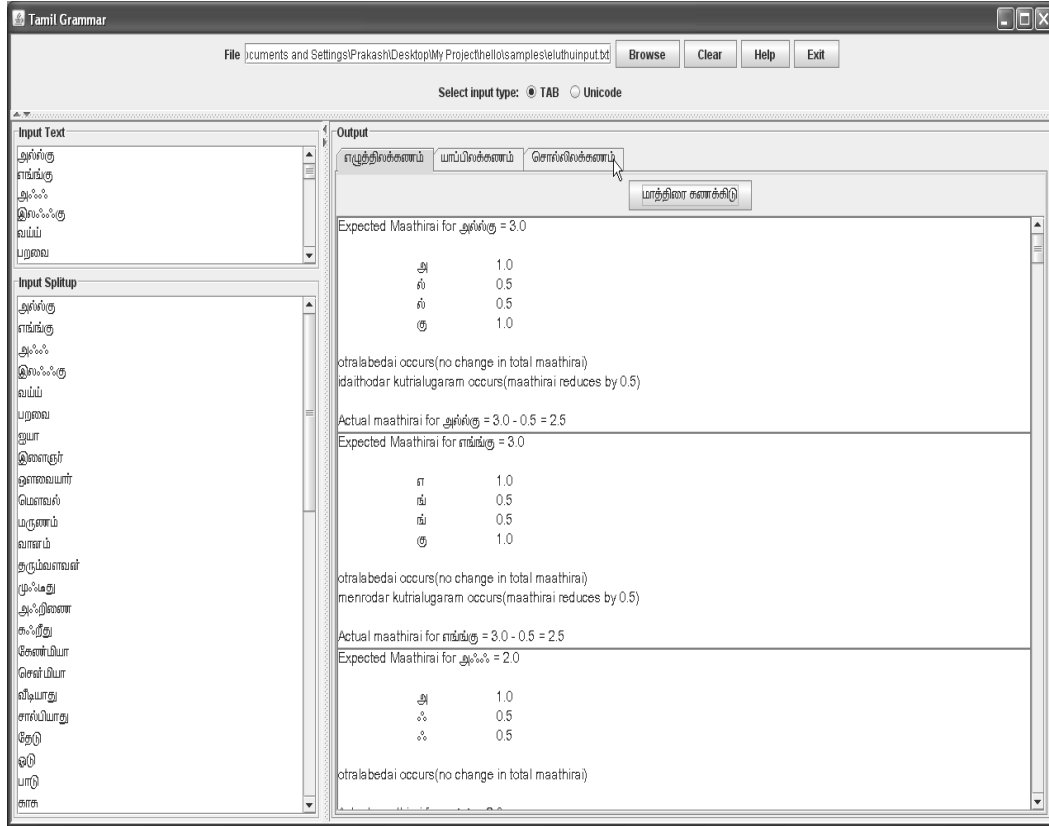 Tamil Grammar
File ocuments and Settings\Prakash\Desktop\My Project\hello\samples\eluthuinput.txt Browse Clear Help Exit
Select input type: TAB Unicode
Input Text
அல்ல்கு
எங்ங்கு
அஃஃ
இலஃஃகு
வய்ய்
பறவை
Input Splitup
அல்ல்கு
எங்ங்கு
அஃஃ
இலஃஃகு
வய்ய்
பறவை
ஐயா
இளைஞர்
ஔவையார்
மௌவல்
மருணம்
வானம்
தரும்வளவன்
முஃடீது
அஃறிணை
கஃறீது
கேண்மியா
சென்மியா
வீடியாது
சால்பியாது
தேடு
ஓடு
பாடு
காசு
Output
எழுத்திலக்கணம் யாப்பிலக்கணம் சொல்லிலக்கணம்
மாத்திரை கணக்கிடு
Expected Maathirai for அல்ல்கு = 3.0
அ 1.0
ல் 0.5
ல் 0.5
கு 1.0
otralabedai occurs(no change in total maathirai)
idaithodar kutrialugaram occurs(maathirai reduces by 0.5)
Actual maathirai for அல்ல்கு = 3.0 - 0.5 = 2.5
Expected Maathirai for எங்ங்கு = 3.0
எ 1.0
ங் 0.5
ங் 0.5
கு 1.0
otralabedai occurs(no change in total maathirai)
menrodar kutrialugaram occurs(maathirai reduces by 0.5)
Actual maathirai for எங்ங்கு = 3.0 - 0.5 = 2.5
Expected Maathirai for அஃஃ = 2.0
அ 1.0
ஃ 0.5
ஃ 0.5
otralabedai occurs(no change in total maathirai)